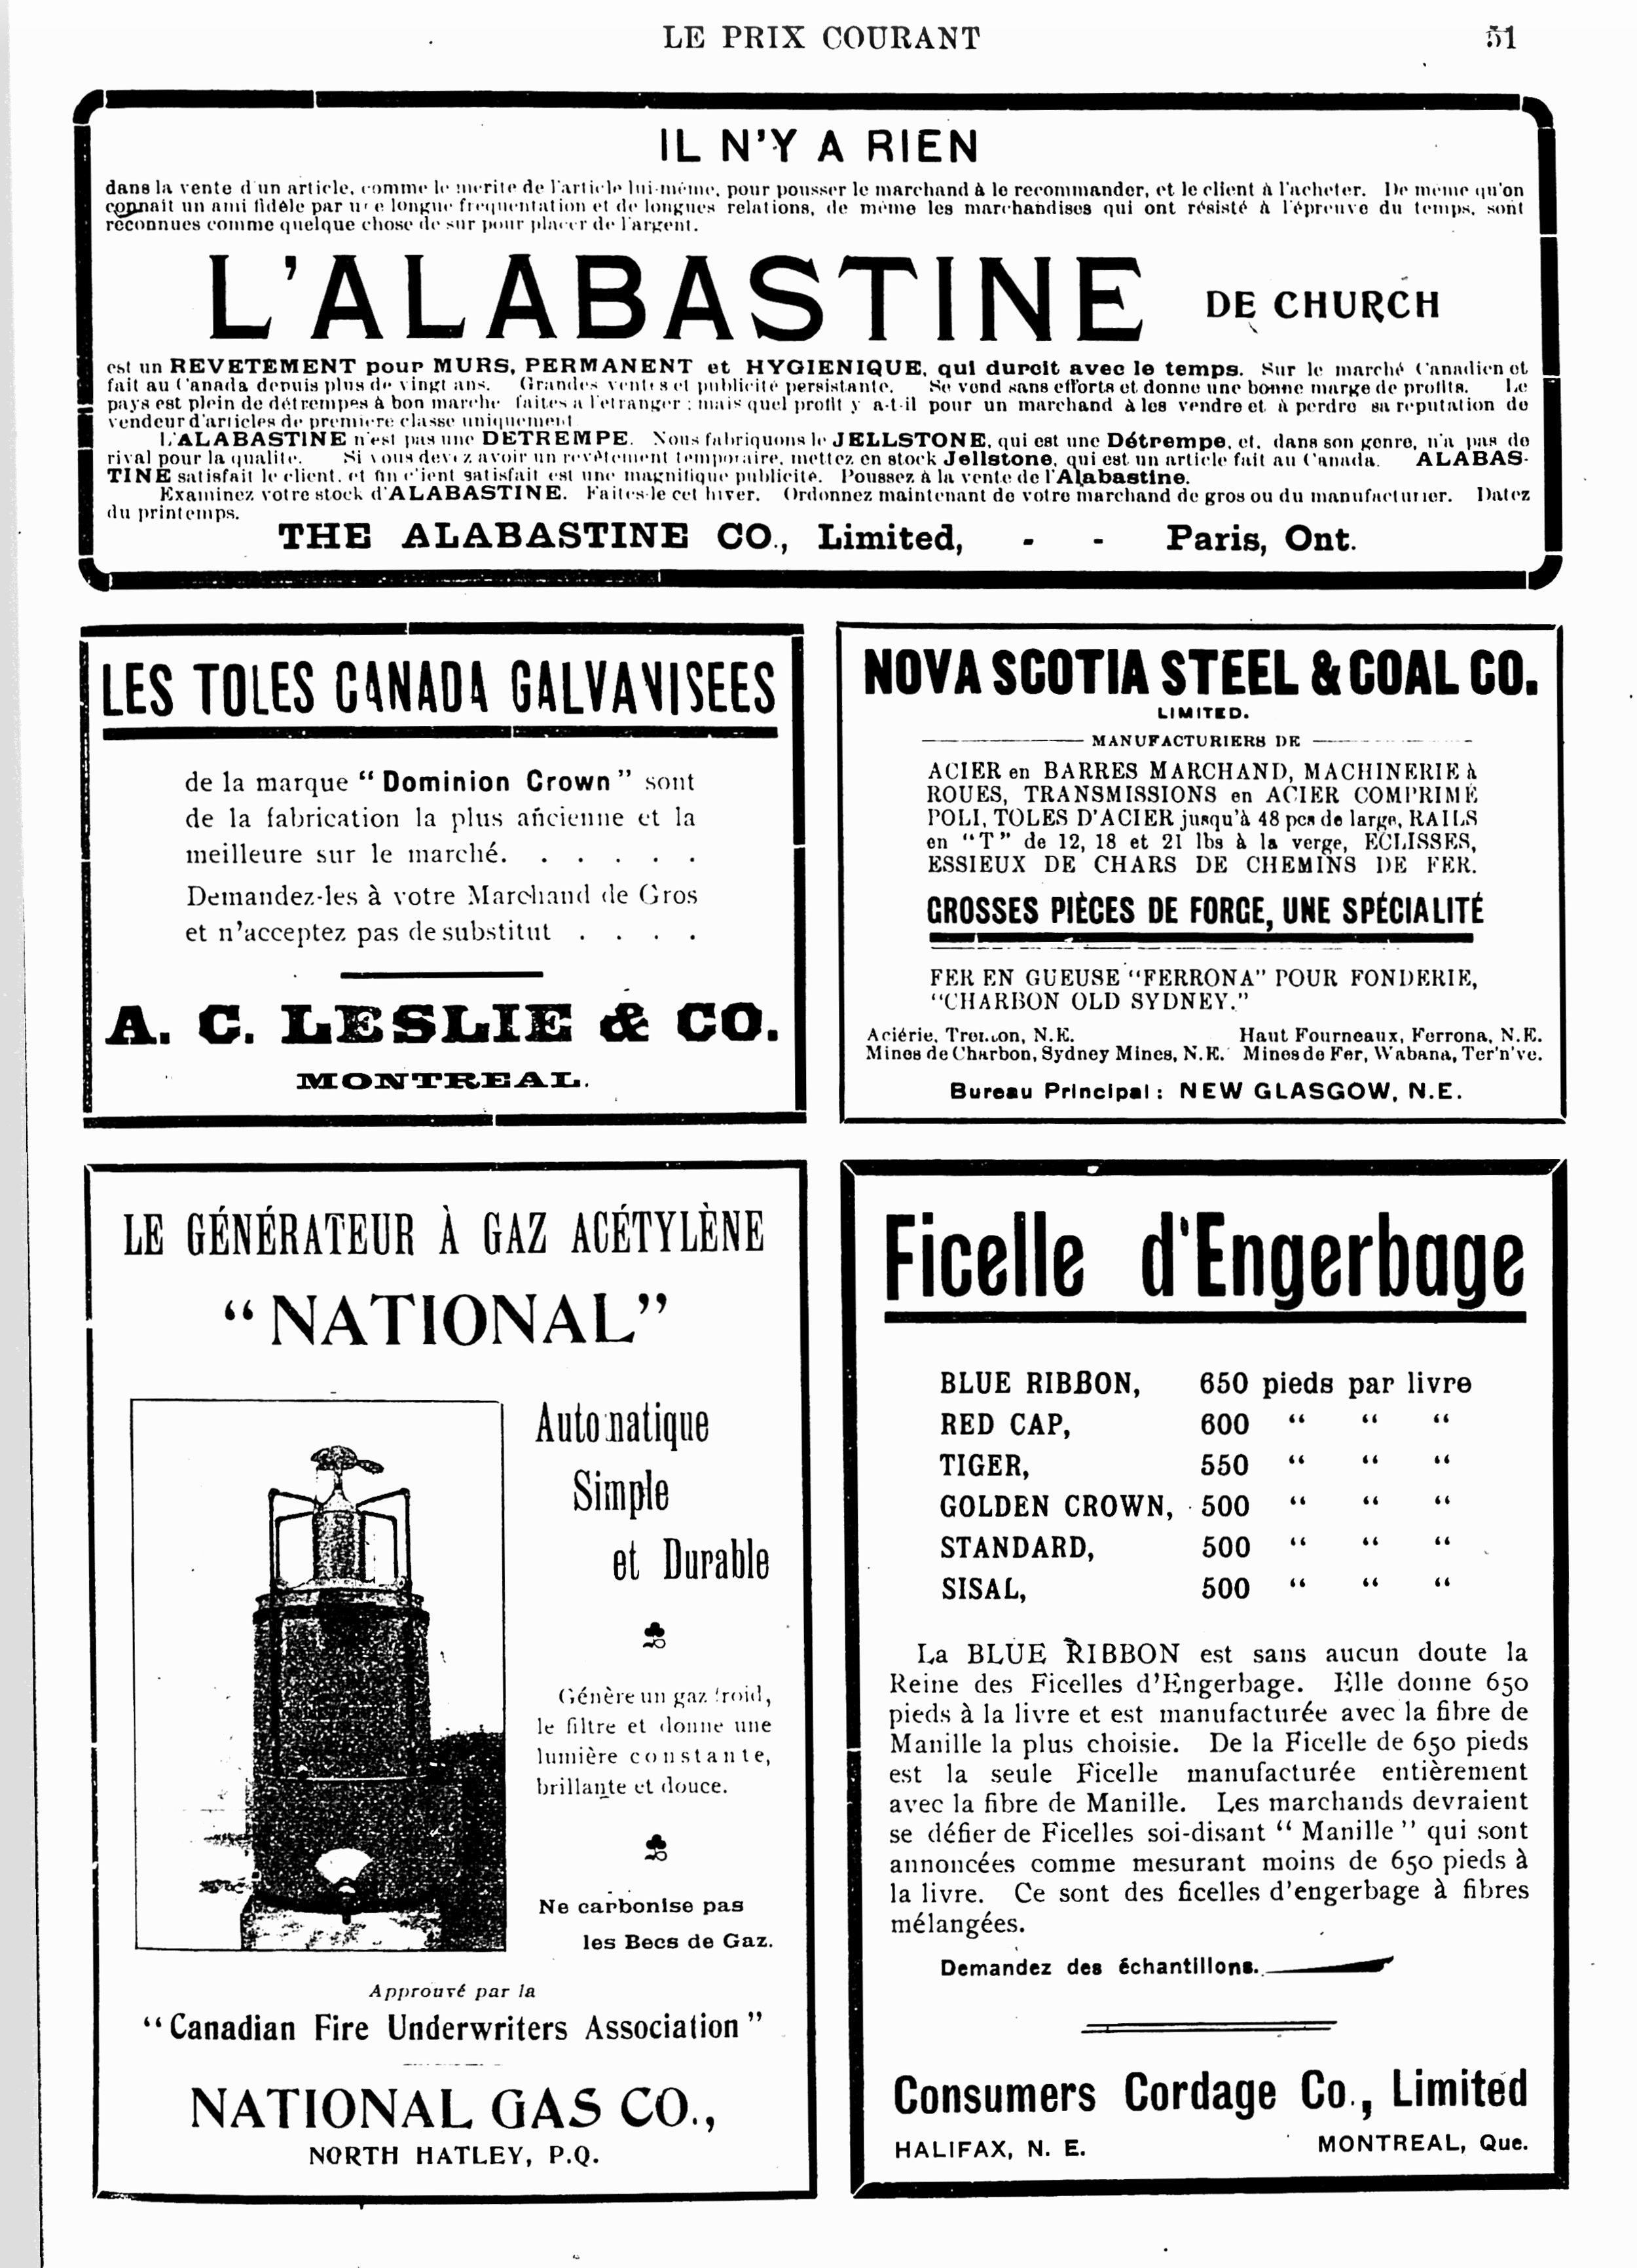 LE PRIX COURANT
51
IL N'Y A RIEN
dans la vente d'un article, comme le merite de l'article lui-même, pour pousser le marchand à le recommander, et le client à l'acheter. De meme qu'on
connait un ami fidèle par une longue frequentation et de longues relations, de même les marchandises qui ont résisté à l'épreuve du temps, sont
reconnues comme quelque chose de sur pour placer de l'argent.
L'ALABASTINE DE CHURCH
est un REVETEMENT pour MURS, PERMANENT et HYGIENIQUE, qui durcit avec le temps. Sur le marché Canadien et
fait au Canada depuis plus de vingt ans. Grandes ventes et publicité persistante. Se vend sans efforts et donne une bonne marge de profits. Le
pays est plein de détrempes à bon marche faites a l'etranger ; mais quel profit y a-t-il pour un marchand à les vendre et à perdre sa reputation de
vendeur d'articles de premiere classe uniquement
L'ALABASTINE n'est pas une DETREMPE. Nous fabriquons le JELLSTONE, qui est une Détrempe, et, dans son genre, n'a pas de
rival pour la qualite. Si vous devez avoir un revêtement temporaire, mettez en stock Jellstone, qui est un article fait au Canada. ALABAS-
TINE satisfait le client, et un c'ient satisfait est une magnifique publicité. Poussez à la vente de l'Alabastine.
Examinez votre stock d'ALABASTINE. Faites-le cet hiver. Ordonnez maintenant de votre marchand de gros ou du manufacturier. Datez
du printemps.
THE ALABASTINE CO., Limited, - - Paris, Ont.
LES TOLES CANADA GALVANISEES
de la marque “ Dominion Crown ” sont
de la fabrication la plus ancienne et la
meilleure sur le marché. . . . . .
Demandez-les à votre Marchand de Gros
et n'acceptez pas de substitut . . . .
A. C. LESLIE & CO.
MONTREAL.
NOVA SCOTIA STEEL & COAL CO.
LIMITED.
MANUFACTURIERS DE
ACIER en BARRES MARCHAND, MACHINERIE à
ROUES, TRANSMISSIONS en ACIER COMPRIMÉ
POLI, TOLES D'ACIER jusqu'à 48 pcs de large, RAILS
en “T” de 12, 18 et 21 lbs à la verge, ECLISSES,
ESSIEUX DE CHARS DE CHEMINS DE FER.
GROSSES PIÈCES DE FORGE, UNE SPÉCIALITÉ
FER EN GUEUSE “FERRONA” POUR FONDERIE,
“CHARBON OLD SYDNEY.”
Aciérie, N.E. Haut Fourneaux, Ferrona, N.E.
Mines de Charbon, Sydney Mines, N.E. Mines de Fer, Wabana, Ter'n've.
Bureau Principal : NEW GLASGOW, N.E.
LE GÉNÉRATEUR À GAZ ACÉTYLÈNE
“NATIONAL”
Automatique
Simple
et Durable
Génère un gaz froid,
le filtre et donne une
lumière constante,
brillante et douce.
Ne carbonise pas
les Becs de Gaz.
Approuvé par la
“Canadian Fire Underwriters Association”
NATIONAL GAS CO.,
NORTH HATLEY, P.Q.
Ficelle d'Engerbage
BLUE RIBBON, 650 pieds par livre
RED CAP, 600 “ “ “
TIGER, 550 “ “ “
GOLDEN CROWN, 500 “ “ “
STANDARD, 500 “ “ “
SISAL, 500 “ “ “
La BLUE RIBBON est sans aucun doute la
Reine des Ficelles d'Engerbage. Elle donne 650
pieds à la livre et est manufacturée avec la fibre de
Manille la plus choisie. De la Ficelle de 650 pieds
est la seule Ficelle manufacturée entièrement
avec la fibre de Manille. Les marchands devraient
se défier de Ficelles soi-disant “ Manille ” qui sont
annoncées comme mesurant moins de 650 pieds à
la livre. Ce sont des ficelles d'engerbage à fibres
mélangées.
Demandez des échantillons.
Consumers Cordage Co., Limited
HALIFAX, N. E. MONTREAL, Que.